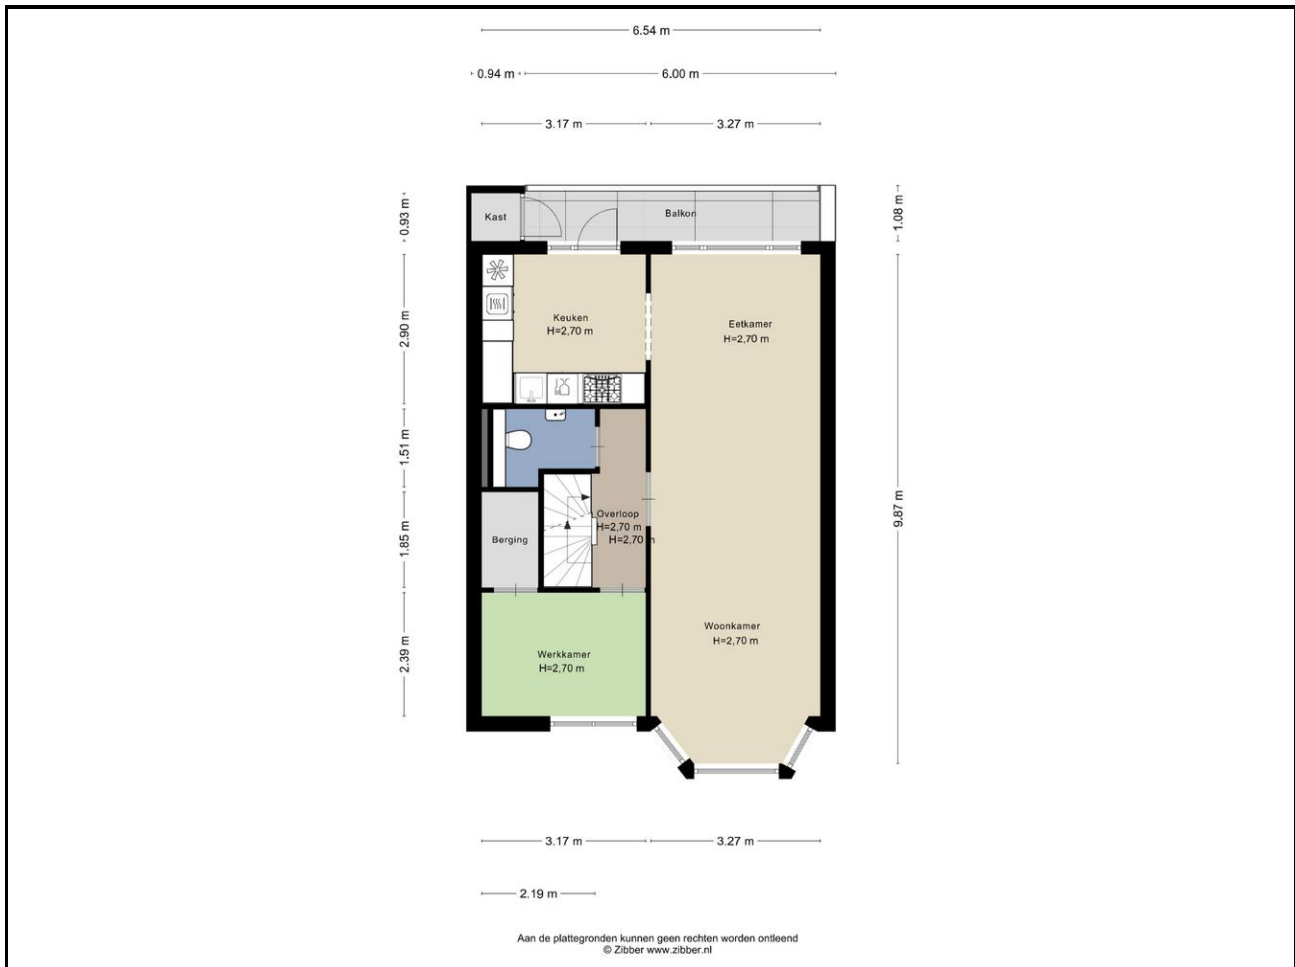 6.54 m
0.94 m
6.00 m
3.17 m
3.27 m
0.93 m
Kast
Balkon
1.08 m
2.90 m
Keuken
H=2,70 m
Eetkamer
H=2,70 m
1.51 m
9.87 m
Overloop
H=2,70 m
H=2,70 m
Berging
1.85 m
2.39 m
Werkkamer
H=2,70 m
Woonkamer
H=2,70 m
3.17 m
3.27 m
2.19 m
Aan de plattegronden kunnen geen rechten worden ontleend
© Zibber www.zibber.nl